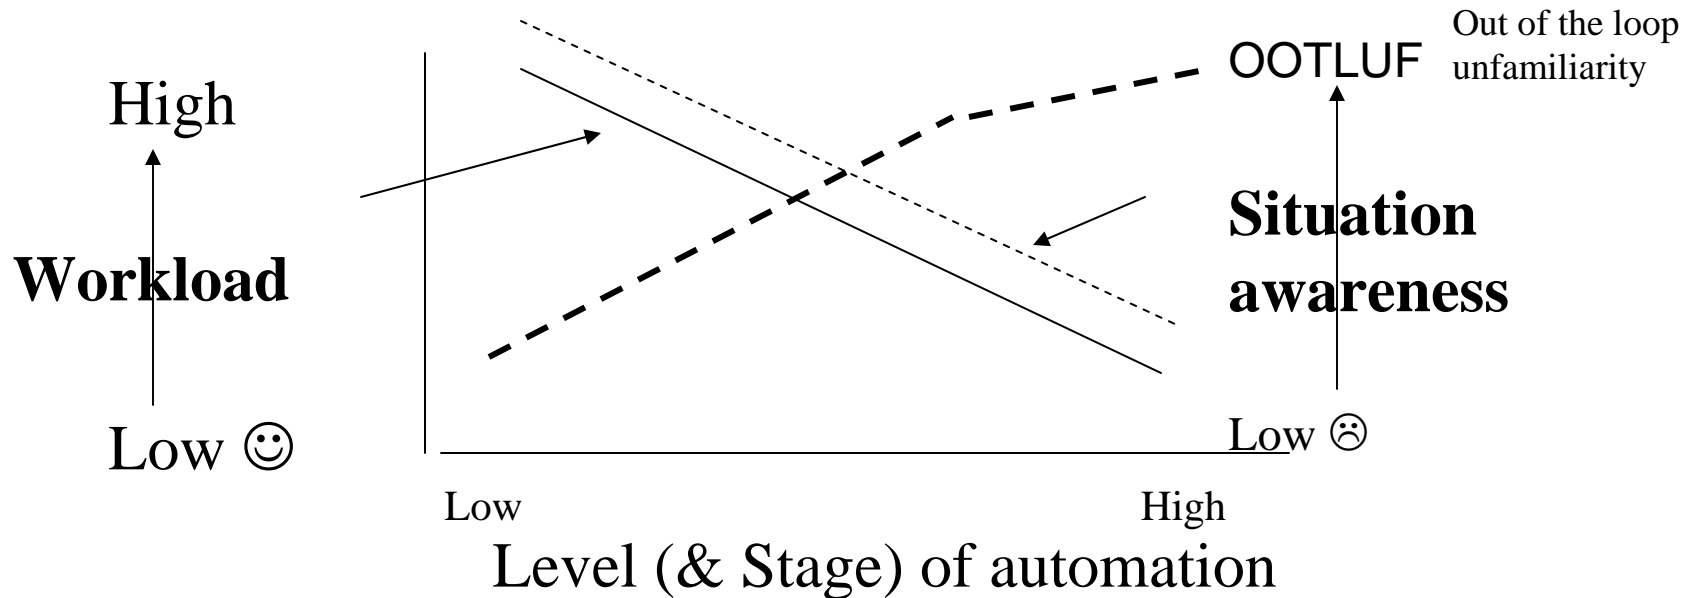 High
Workload
Low ☺
OOTLUF
Out of the loop
unfamiliarity
Situation
awareness
Low ☹
Low
High
Level (& Stage) of automation